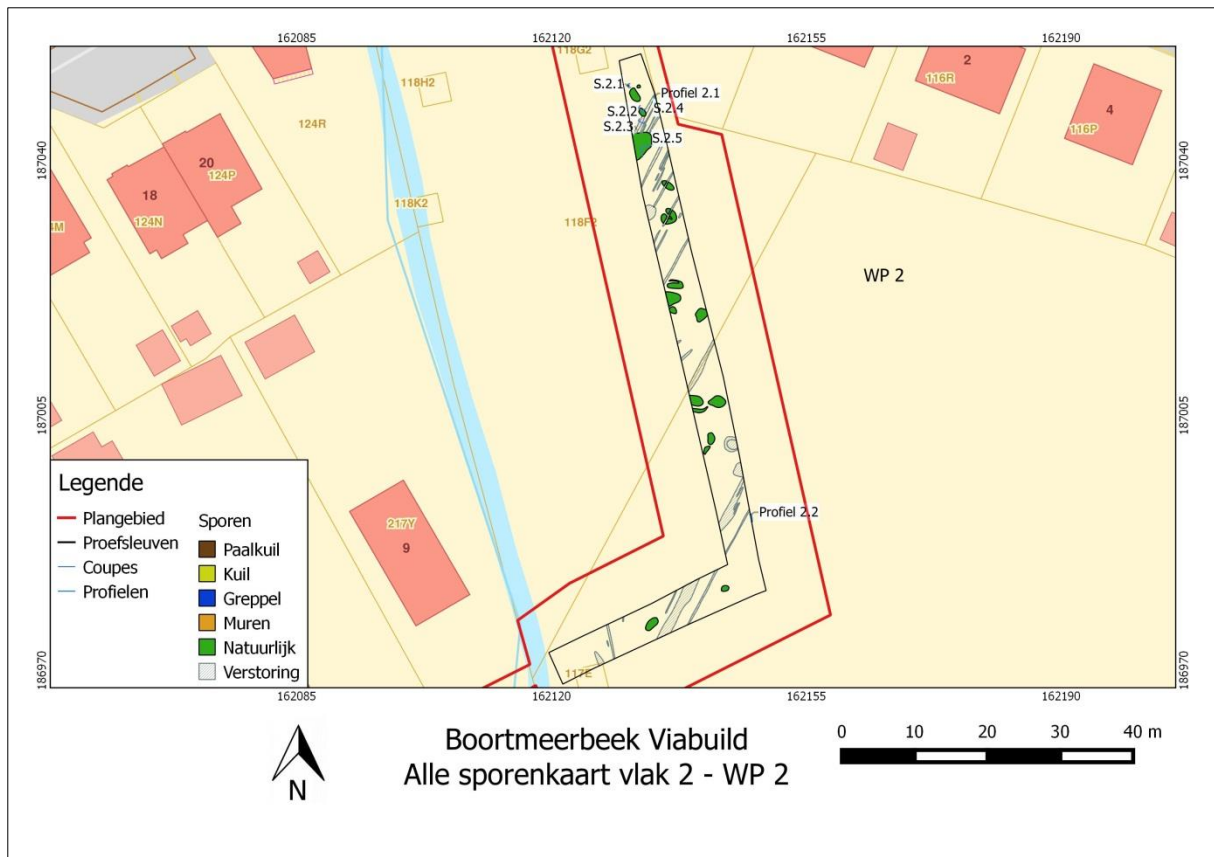 162085
162120
162155
162190
118G2
118H2
124R
S.2.1
Profiel 2.1
S.2.2
S.2.4
S.2.3
S.2.5
2
116R
4
116P
187040
187040
20
124P
18
124N
4M
118K2
118F2
WP 2
187005
187005
Legende
Plangebied
Proefsleuven
Coupes
Profielen
Sporen
Paalkuil
Kuil
Greppel
Muren
Natuurlijk
Verstoring
217Y
9
Profiel 2.2
117E
186970
186970
162085
162120
162155
162190
N
Boortmeerbeek Viabuild
Alle sporenkaart vlak 2 - WP 2
0 10 20 30 40 m